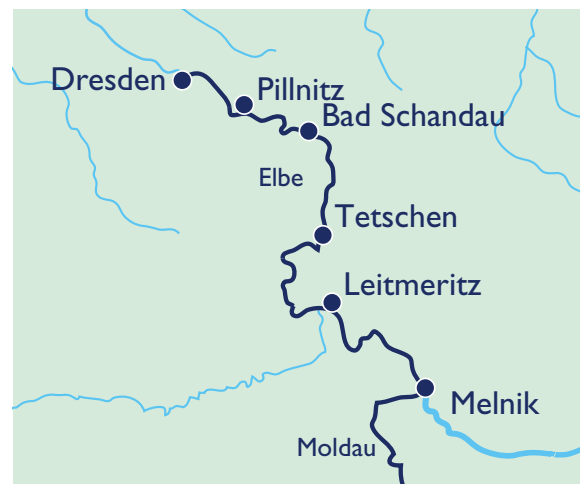 Dresden
Pillnitz
Bad Schandau
Elbe
Tetschen
Leitmeritz
Melnik
Moldau